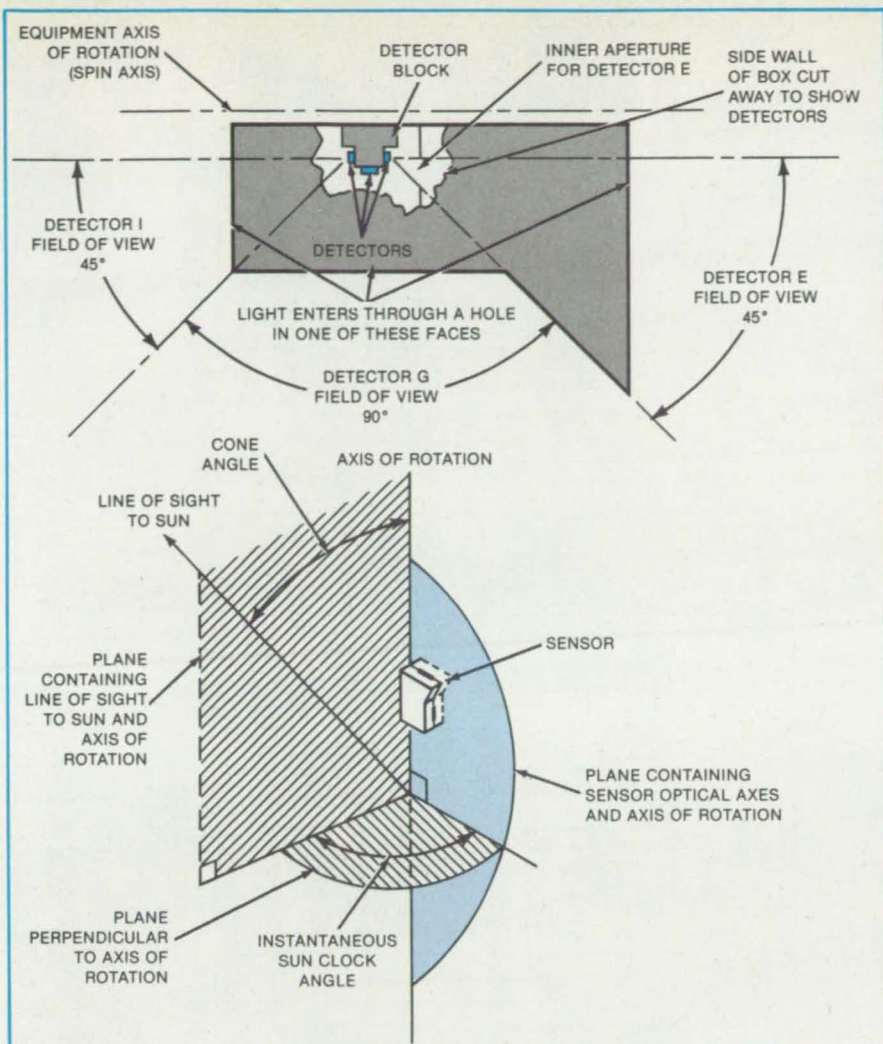 EQUIPMENT AXIS
OF ROTATION
(SPIN AXIS)
DETECTOR
BLOCK
INNER APERTURE
FOR DETECTOR E
SIDE WALL
OF BOX CUT
AWAY TO SHOW
DETECTORS
DETECTOR I
FIELD OF VIEW
45°
DETECTORS
LIGHT ENTERS THROUGH A HOLE
IN ONE OF THESE FACES
DETECTOR E
FIELD OF VIEW
45°
DETECTOR G
FIELD OF VIEW
90°
CONE
ANGLE
AXIS OF ROTATION
LINE OF SIGHT
TO SUN
SENSOR
PLANE
CONTAINING
LINE OF SIGHT
TO SUN AND
AXIS OF
ROTATION
PLANE CONTAINING
SENSOR OPTICAL AXES
AND AXIS OF ROTATION
PLANE
PERPENDICULAR
TO AXIS OF
ROTATION
INSTANTANEOUS
SUN CLOCK
ANGLE